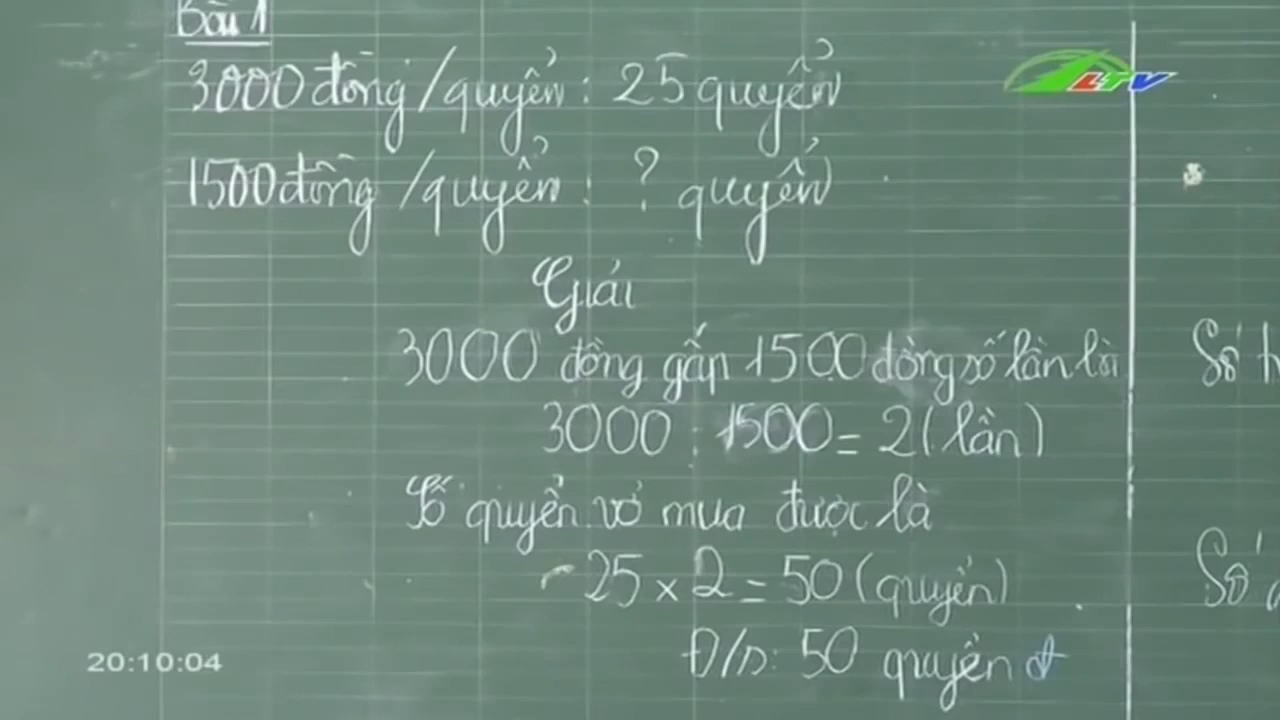 Bài 1
3000 đồng/quyển : 25 quyển
1500 đồng/quyển : ? quyển
Giải
3000 đồng gấp 1500 đồng số lần là
3000 : 1500 = 2 (lần)
Số quyển vở mua được là
25 x 2 = 50 (quyển)
Đ/s: 50 quyển
LTV
Số
Số
20:10:04